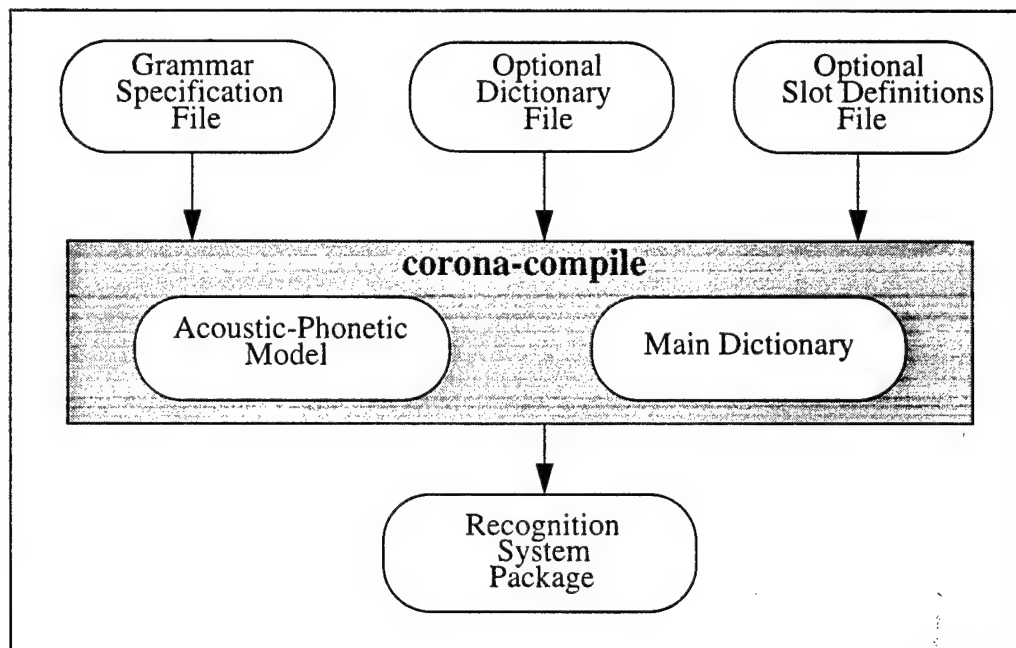 Grammar
Specification
File
Optional
Dictionary
File
Optional
Slot Definitions
File
corona-compile
Acoustic-Phonetic
Model
Main Dictionary
Recognition
System
Package